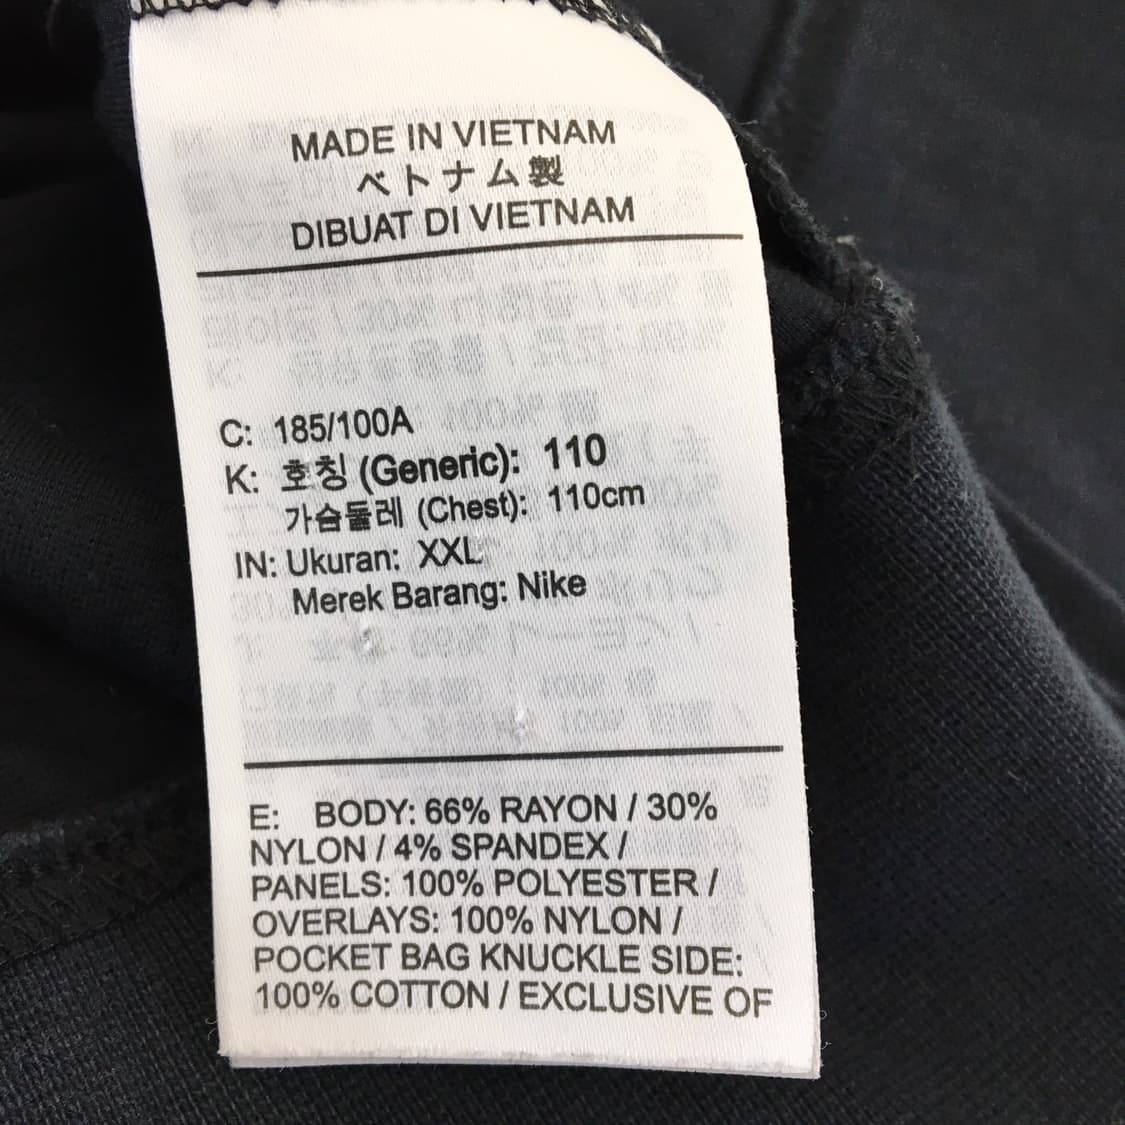 MADE IN VIETNAM
ベトナム製
DIBUAT DI VIETNAM
C: 185/100A
K: 호칭 (Generic): 110
가슴둘레 (Chest): 110cm
IN: Ukuran: XXL
Merek Barang: Nike
E: BODY: 66% RAYON / 30%
NYLON / 4% SPANDEX /
PANELS: 100% POLYESTER /
OVERLAYS: 100% NYLON /
POCKET BAG KNUCKLE SIDE:
100% COTTON / EXCLUSIVE OF